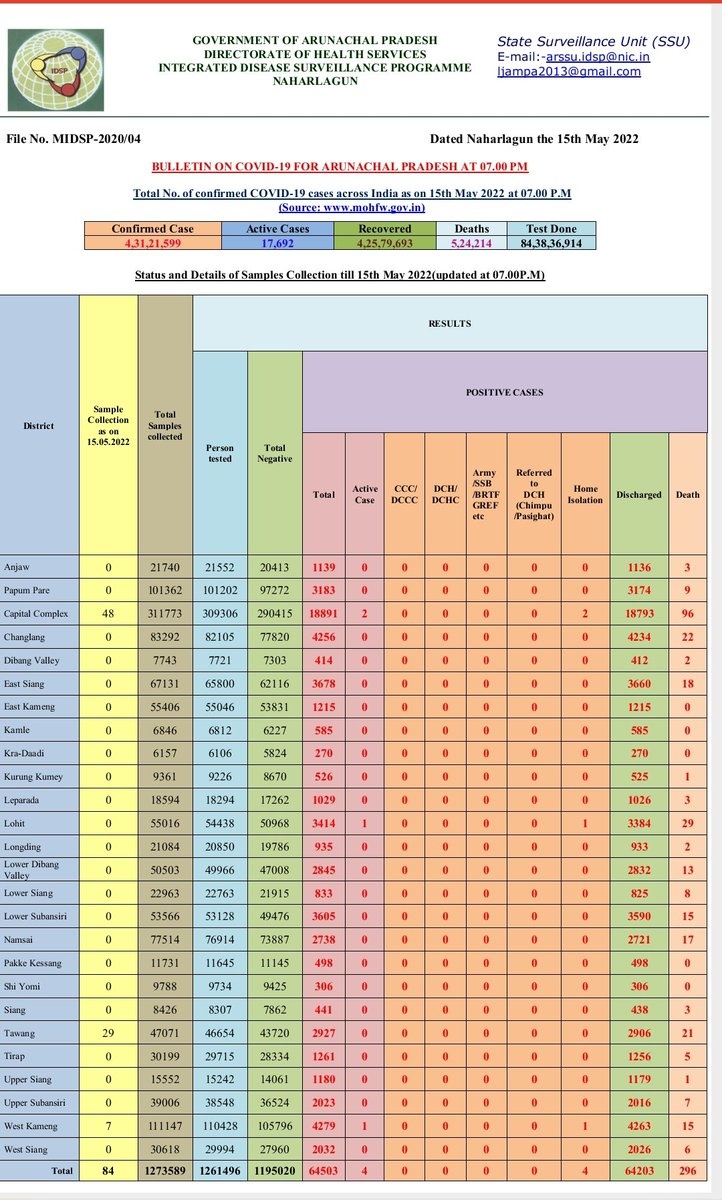 IDSP
GOVERNMENT OF ARUNACHAL PRADESH
DIRECTORATE OF HEALTH SERVICES
INTEGRATED DISEASE SURVEILLANCE PROGRAMME
NAHARLAGUN
State Surveillance Unit (SSU)
E-mail:-arssu.idsp@nic.in
ljampa2013@gmail.com
File No. MIDSP-2020/04 Dated Naharlagun the 15th May 2022
BULLETIN ON COVID-19 FOR ARUNACHAL PRADESH AT 07.00 PM
Total No. of confirmed COVID-19 cases across India as on 15th May 2022 at 07.00 P.M
(Source: www.mohfw.gov.in)
Confirmed Case Active Cases Recovered Deaths Test Done
4,31,21,599 17,692 4,25,79,693 5,24,214 84,38,36,914
Status and Details of Samples Collection till 15th May 2022(updated at 07.00P.M)
RESULTS
POSITIVE CASES
District
Sample
Collection
as on
15.05.2022
Total
Samples
collected
Person
tested
Total
Negative
Total
Active
Case
CCC/
DCCC
DCH/
DCHC
Army
/SSB
/BRTF
GREF
etc
Referred
to
DCH
(Chimpu
/Pasighat)
Home
Isolation
Discharged
Death
Anjaw 0 21740 21552 20413 1139 0 0 0 0 0 0 1136 3
Papum Pare 0 101362 101202 97272 3183 0 0 0 0 0 0 3174 9
Capital Complex 48 311773 309306 290415 18891 2 0 0 0 0 2 18793 96
Changlang 0 83292 82105 77820 4256 0 0 0 0 0 0 4234 22
Dibang Valley 0 7743 7721 7303 414 0 0 0 0 0 0 412 2
East Siang 0 67131 65800 62116 3678 0 0 0 0 0 0 3660 18
East Kameng 0 55406 55046 53831 1215 0 0 0 0 0 0 1215 0
Kamle 0 6846 6812 6227 585 0 0 0 0 0 0 585 0
Kra-Daadi 0 6157 6106 5824 270 0 0 0 0 0 0 270 0
Kurung Kumey 0 9361 9226 8670 526 0 0 0 0 0 0 525 1
Leparada 0 18594 18294 17262 1029 0 0 0 0 0 0 1026 3
Lohit 0 55016 54438 50968 3414 1 0 0 0 0 1 3384 29
Longding 0 21084 20850 19786 935 0 0 0 0 0 0 933 2
Lower Dibang
Valley 0 50503 49966 47008 2845 0 0 0 0 0 0 2832 13
Lower Siang 0 22963 22763 21915 833 0 0 0 0 0 0 825 8
Lower Subansiri 0 53566 53128 49476 3605 0 0 0 0 0 0 3590 15
Namsai 0 77514 76914 73887 2738 0 0 0 0 0 0 2721 17
Pakke Kessang 0 11731 11645 11145 498 0 0 0 0 0 0 498 0
Shi Yomi 0 9788 9734 9425 306 0 0 0 0 0 0 306 0
Siang 0 8426 8307 7862 441 0 0 0 0 0 0 438 3
Tawang 29 47071 46654 43720 2927 0 0 0 0 0 0 2906 21
Tirap 0 30199 29715 28334 1261 0 0 0 0 0 0 1256 5
Upper Siang 0 15552 15242 14061 1180 0 0 0 0 0 0 1179 1
Upper Subansiri 0 39006 38548 36524 2023 0 0 0 0 0 0 2016 7
West Kameng 7 111147 110428 105796 4279 1 0 0 0 0 1 4263 15
West Siang 0 30618 29994 27960 2032 0 0 0 0 0 0 2026 6
Total 84 1273589 1261496 1195020 64503 4 0 0 0 0 4 64203 296